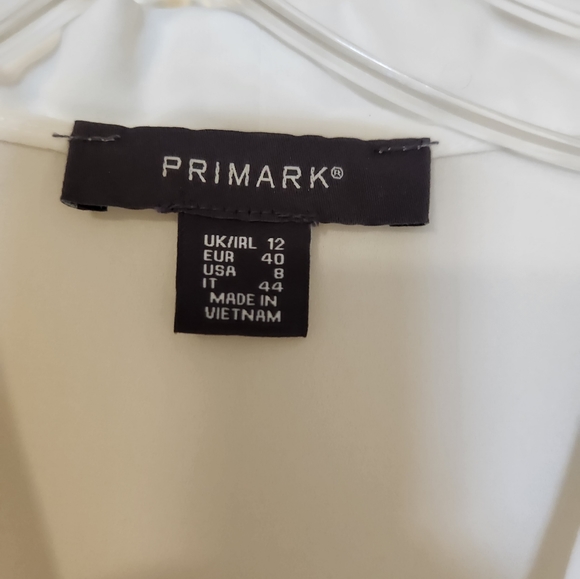 PRIMARK®
UK/IRL 12
EUR 40
USA 8
IT 44
MADE IN
VIETNAM